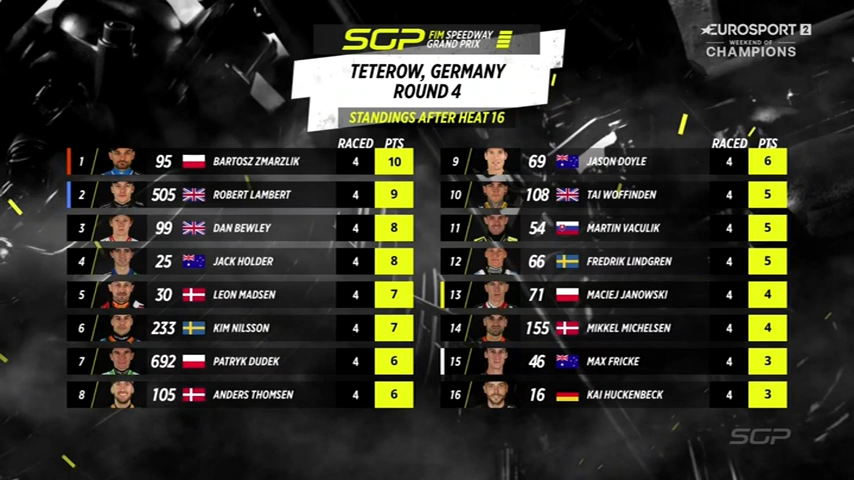 SGP FIM SPEEDWAY GRAND PRIX
EUROSPORT 2
WEEKEND OF
CHAMPIONS
TETEROW, GERMANY
ROUND 4
STANDINGS AFTER HEAT 16
RACED PTS
1 95 BARTOSZ ZMARZLIK 4 10
2 505 ROBERT LAMBERT 4 9
3 99 DAN BEWLEY 4 8
4 25 JACK HOLDER 4 8
5 30 LEON MADSEN 4 7
6 233 KIM NILSSON 4 7
7 692 PATRYK DUDEK 4 6
8 105 ANDERS THOMSEN 4 6
RACED PTS
9 69 JASON DOYLE 4 6
10 108 TAI WOFFINDEN 4 5
11 54 MARTIN VACULIK 4 5
12 66 FREDRIK LINDGREN 4 5
13 71 MACIEJ JANOWSKI 4 4
14 155 MIKKEL MICHELSEN 4 4
15 46 MAX FRICKE 4 3
16 16 KAI HUCKENBECK 4 3
SGP